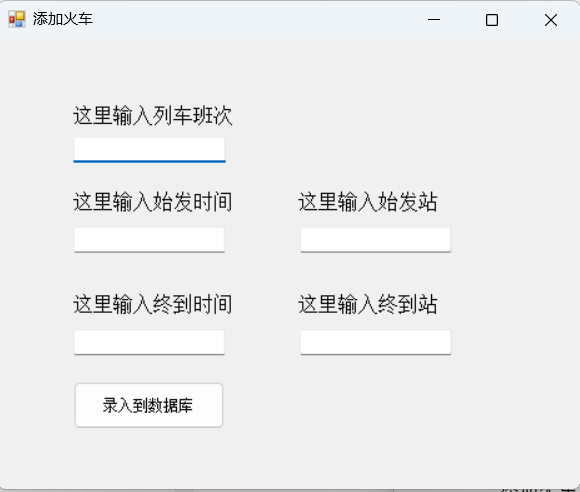 添加火车
这里输入列车班次
这里输入始发时间
这里输入始发站
这里输入终到时间
这里输入终到站
录入到数据库